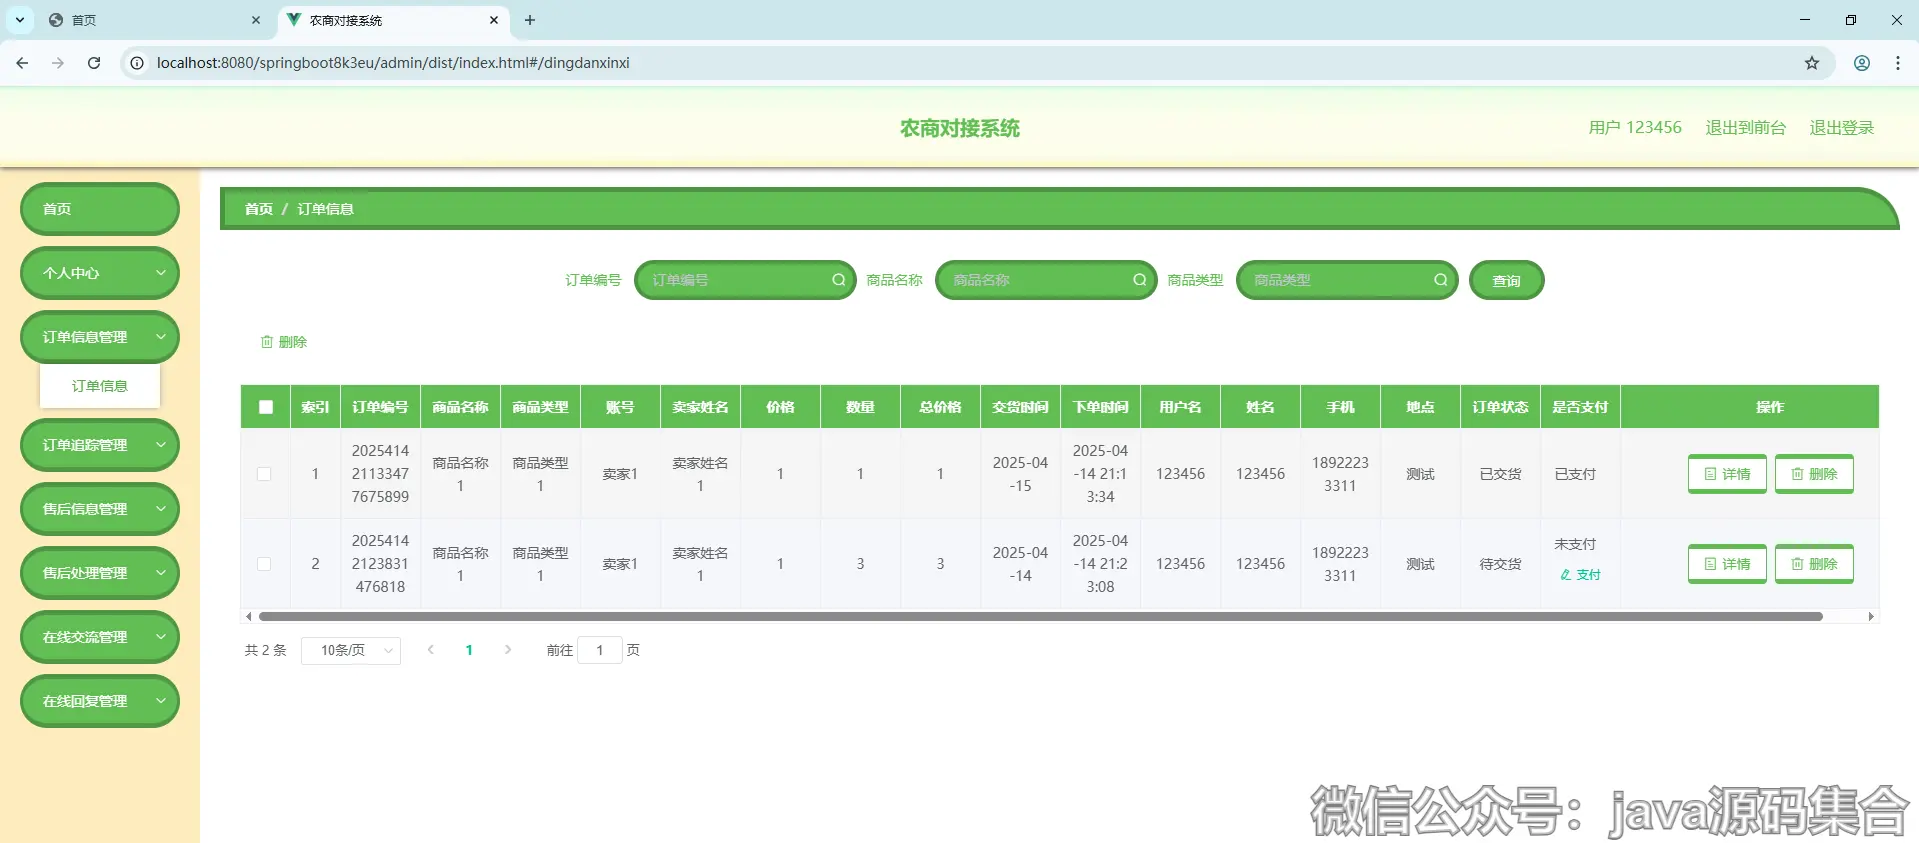 首页
农商对接系统
localhost:8080/springboot8k3eu/admin/dist/index.html#/dingdanxinxi
农商对接系统
用户 123456 退出到前台 退出登录
首页
个人中心
订单信息管理
订单信息
订单追踪管理
售后信息管理
售后处理管理
在线交流管理
在线回复管理
首页 / 订单信息
订单编号 订单编号 商品名称 商品名称 商品类型 商品类型 查询
删除
索引 订单编号 商品名称 商品类型 账号 卖家姓名 价格 数量 总价格 交货时间 下单时间 用户名 姓名 手机 地点 订单状态 是否支付 操作
1 20254142113347675899 商品名称1 商品类型1 卖家1 卖家姓名1 1 1 1 2025-04-15 2025-04-14 21:13:34 123456 123456 18922233311 测试 已交货 已支付 详情 删除
2 20254142123831476818 商品名称1 商品类型1 卖家1 卖家姓名1 1 3 3 2025-04-14 2025-04-14 21:23:08 123456 123456 18922233311 测试 待交货 未支付 支付 详情 删除
共 2 条 10条/页 1 前往 1 页
微信公众号：java源码集合